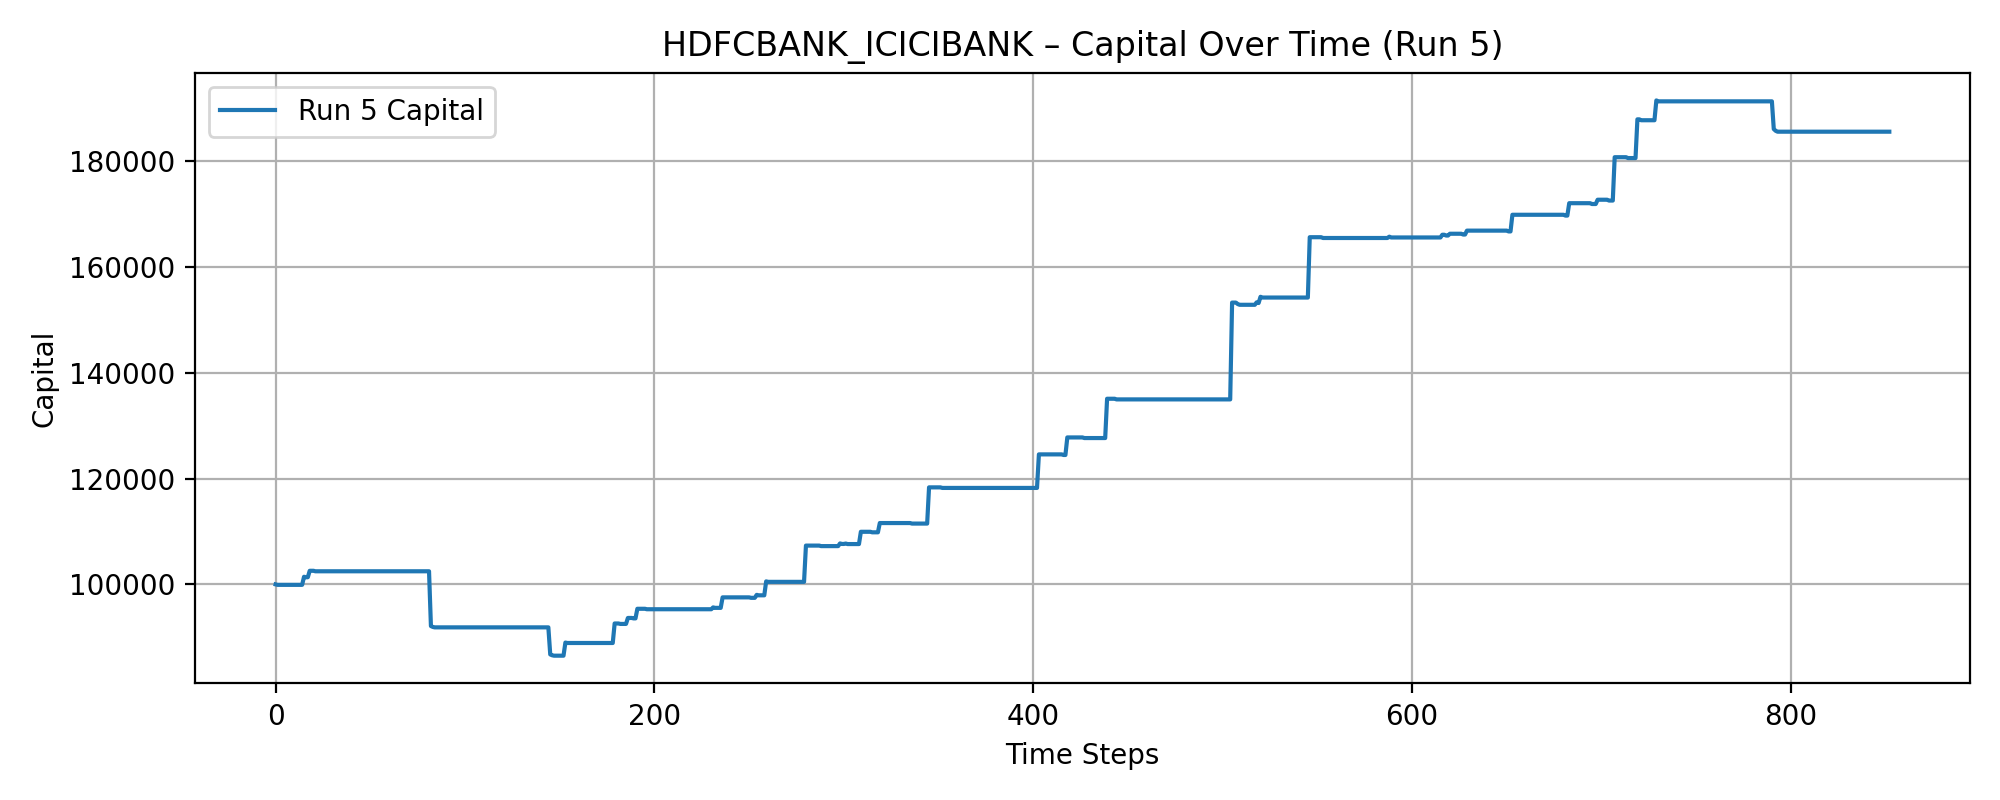 HDFCBANK_ICICIBANK – Capital Over Time (Run 5)
Run 5 Capital
180000
160000
140000
120000
100000
Capital
0 200 400 600 800
Time Steps